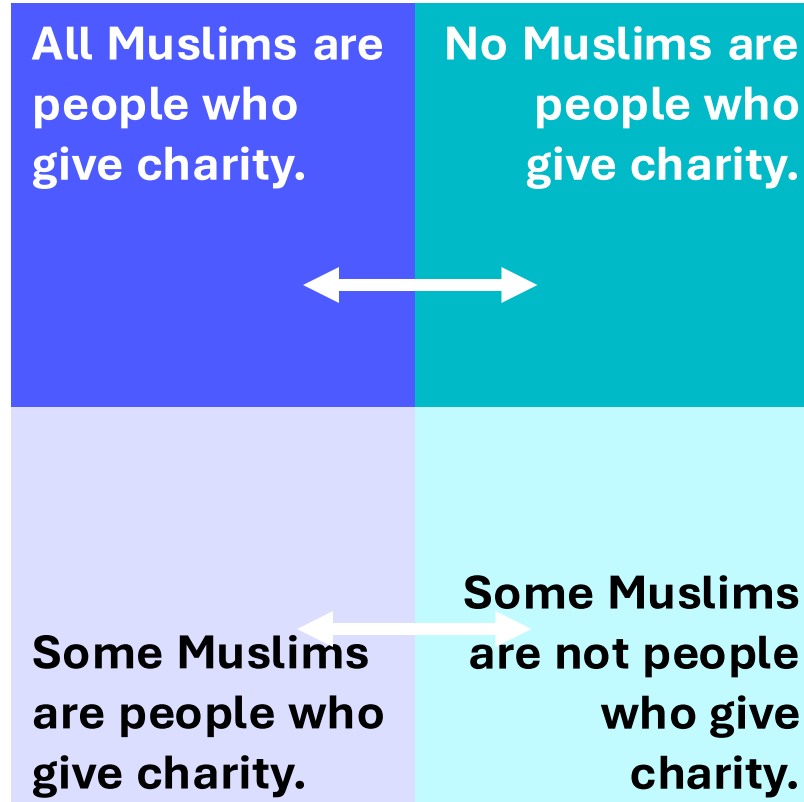 All Muslims are
people who
give charity.
No Muslims are
people who
give charity.
Some Muslims
are people who
give charity.
Some Muslims
are not people
who give
charity.